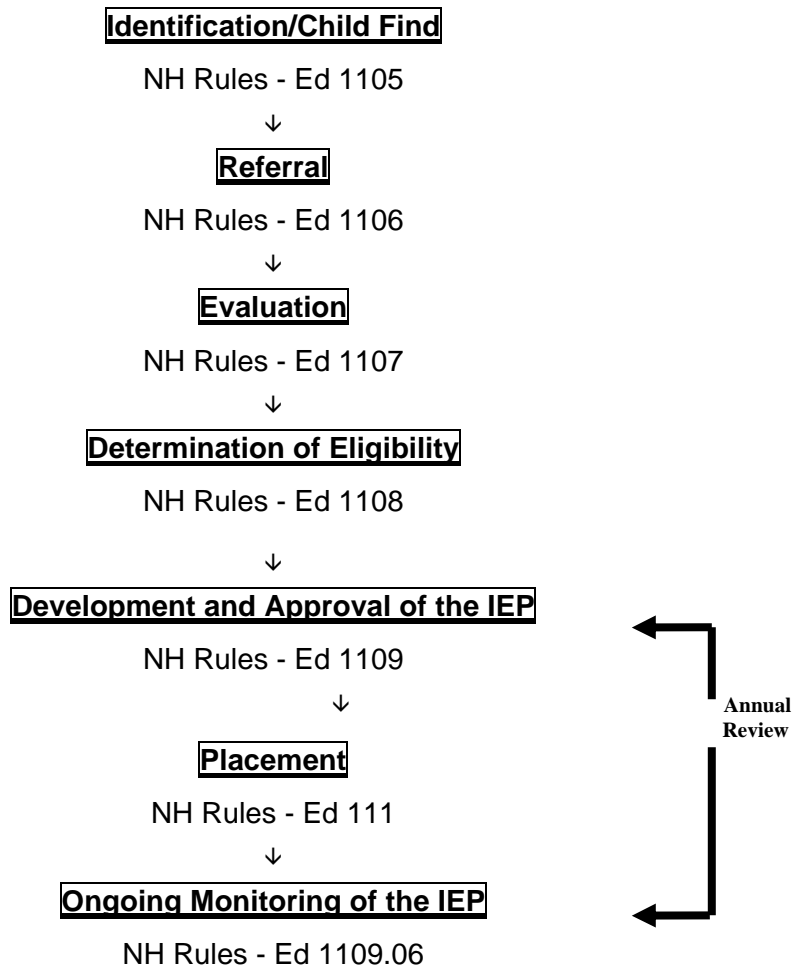 Identification/Child Find
NH Rules - Ed 1105
↓
Referral
NH Rules - Ed 1106
↓
Evaluation
NH Rules - Ed 1107
↓
Determination of Eligibility
NH Rules - Ed 1108
↓
Development and Approval of the IEP
NH Rules - Ed 1109
↓
Annual
Review
Placement
NH Rules - Ed 111
↓
Ongoing Monitoring of the IEP
NH Rules - Ed 1109.06